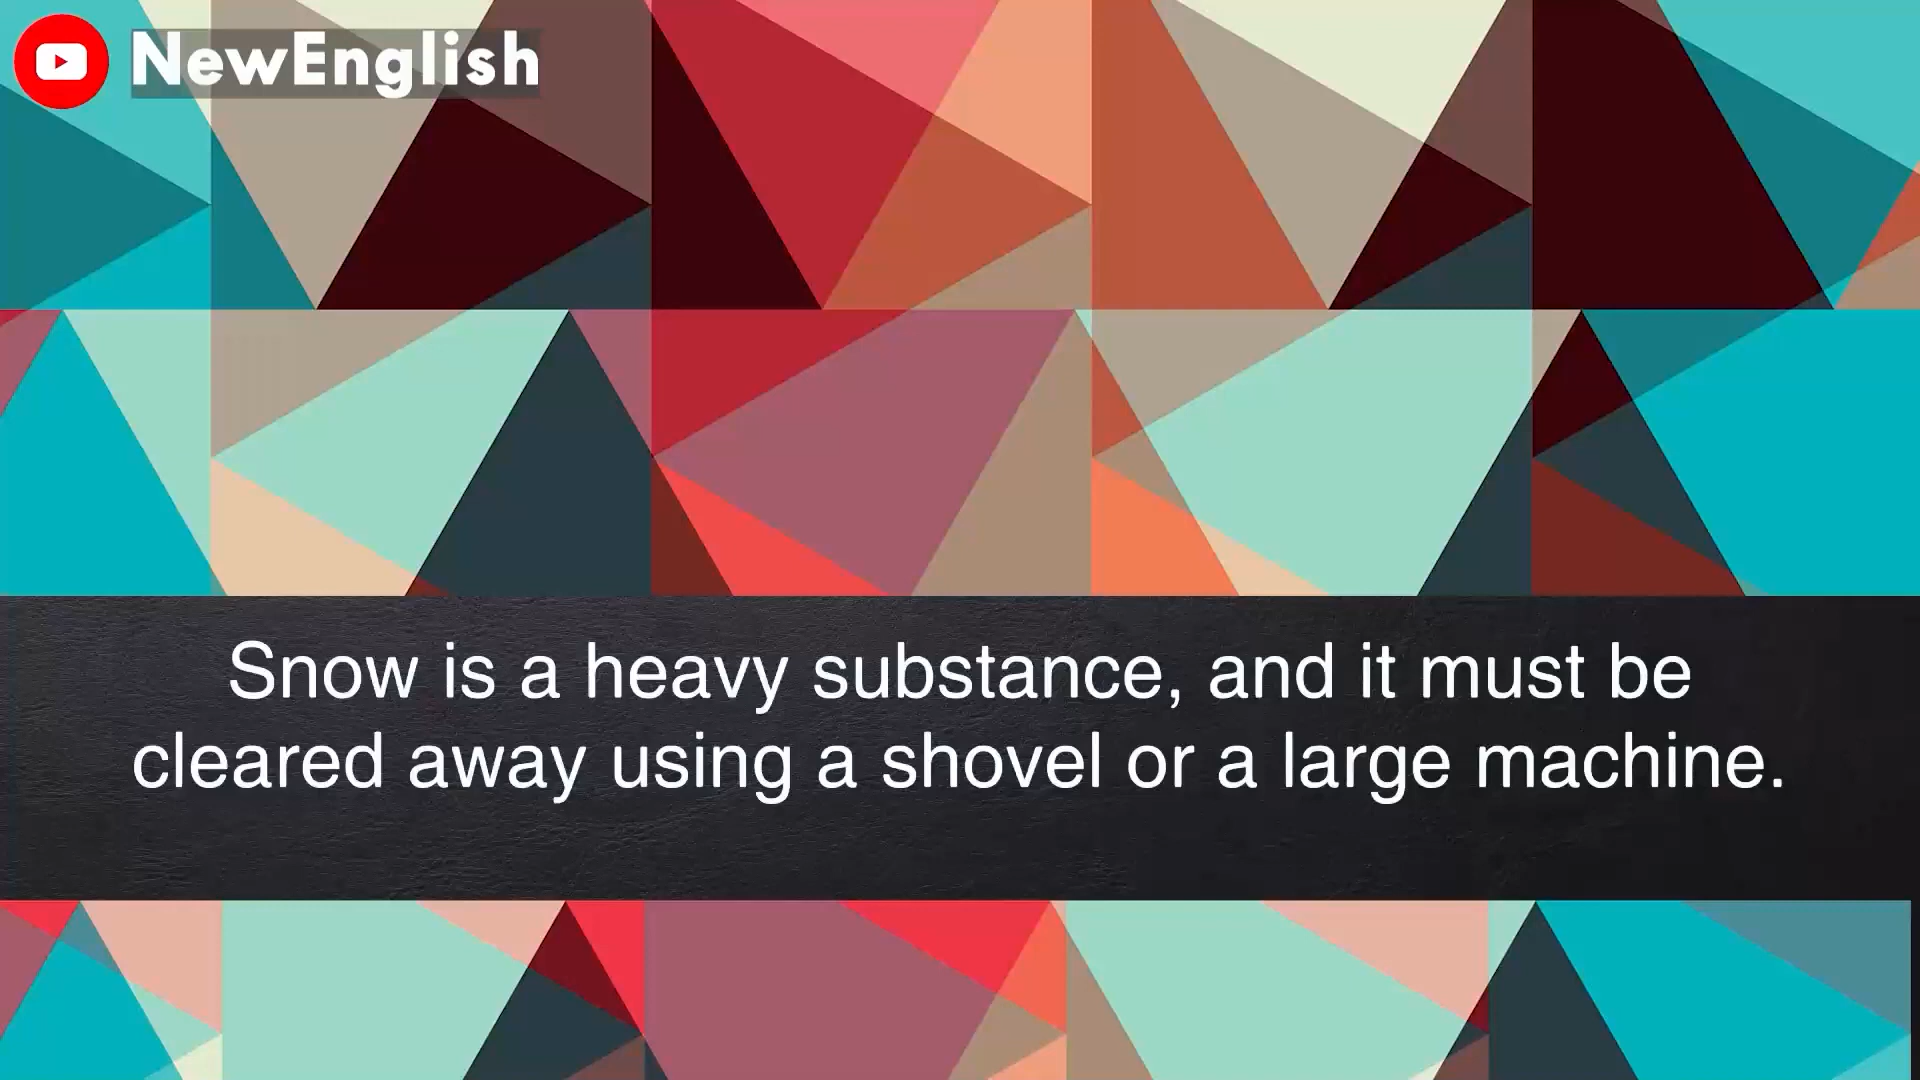 NewEnglish
Snow is a heavy substance, and it must be
cleared away using a shovel or a large machine.